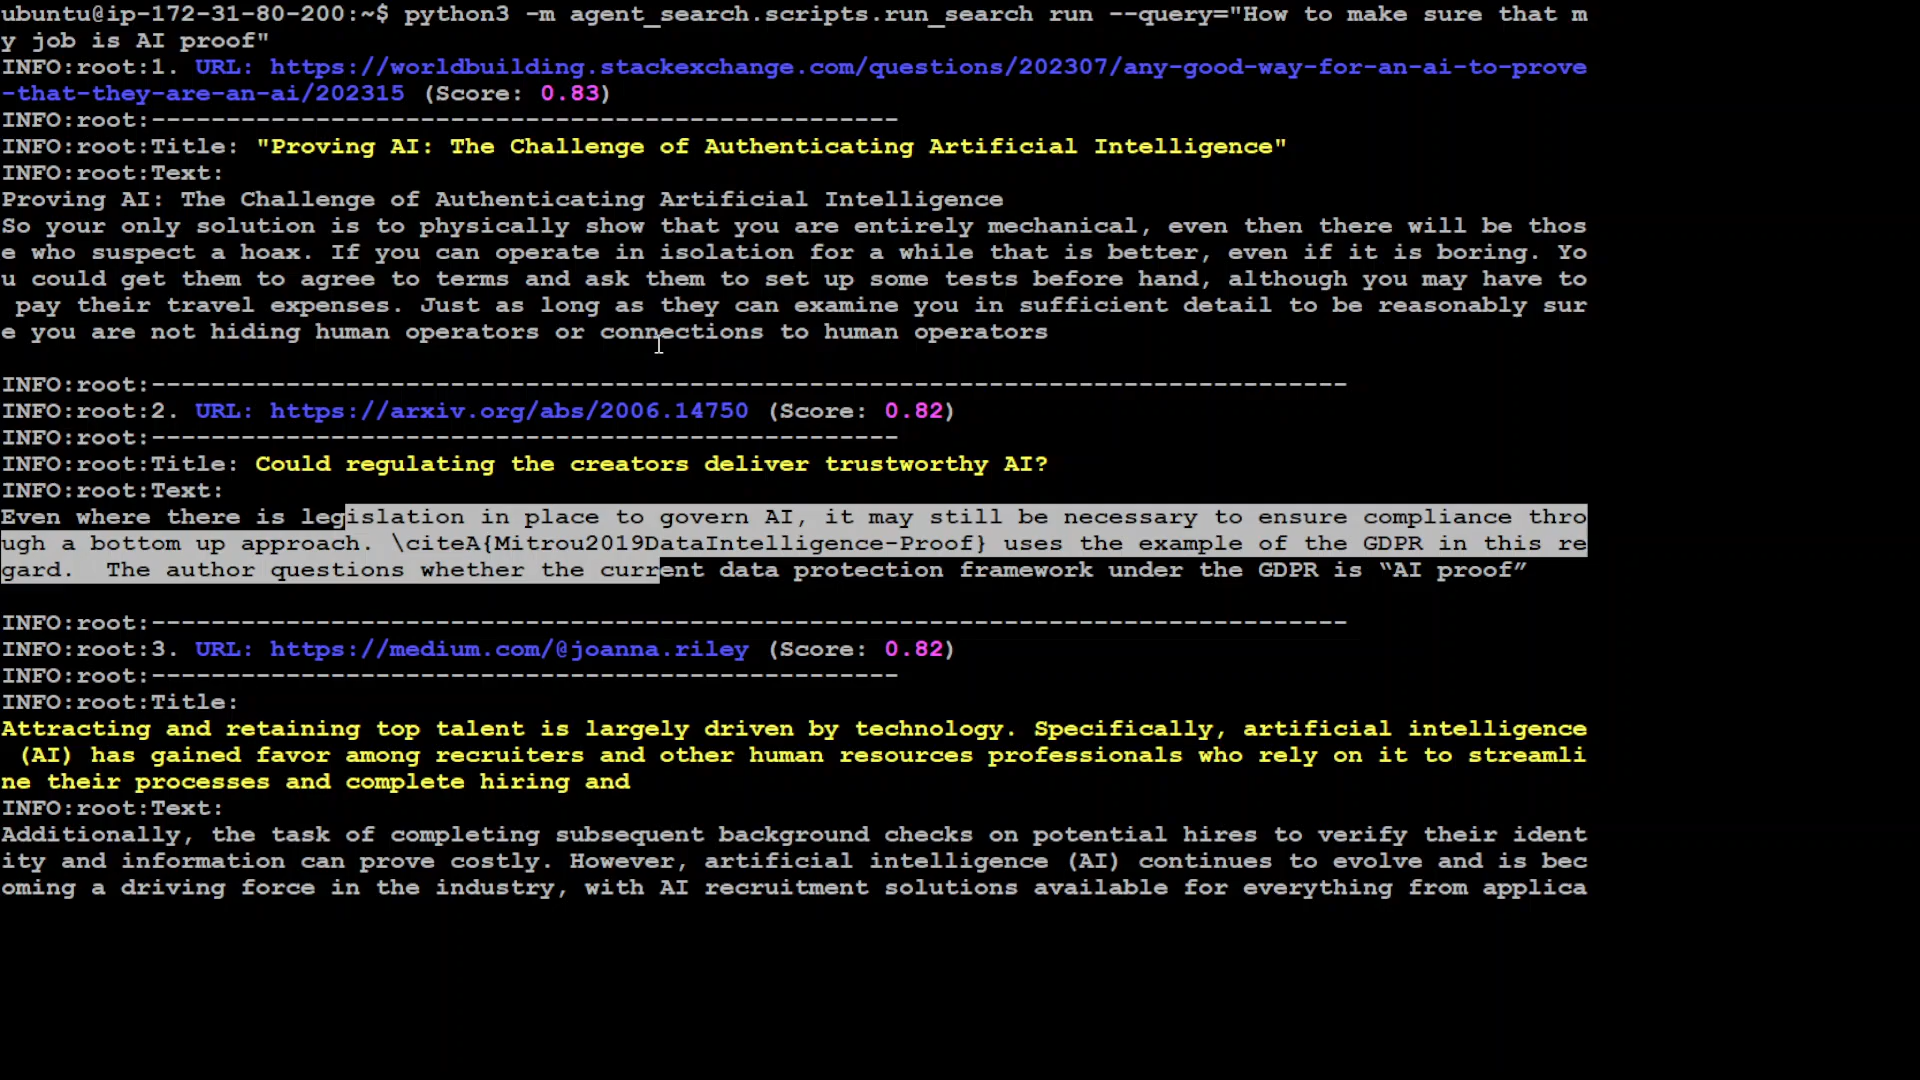 ubuntu@ip-172-31-80-200:~$ python3 -m agent_search.scripts.run_search run --query="How to make sure that m
y job is AI proof"
INFO:root:1. URL: https://worldbuilding.stackexchange.com/questions/202307/any-good-way-for-an-ai-to-prove
-that-they-are-an-ai/202315 (Score: 0.83)
INFO:root:--------------------------------------------------
INFO:root:Title: "Proving AI: The Challenge of Authenticating Artificial Intelligence"
INFO:root:Text:
Proving AI: The Challenge of Authenticating Artificial Intelligence
So your only solution is to physically show that you are entirely mechanical, even then there will be thos
e who suspect a hoax. If you can operate in isolation for a while that is better, even if it is boring. Yo
u could get them to agree to terms and ask them to set up some tests before hand, although you may have to
 pay their travel expenses. Just as long as they can examine you in sufficient detail to be reasonably sur
e you are not hiding human operators or connections to human operators
INFO:root:--------------------------------------------------------------------------------
INFO:root:2. URL: https://arxiv.org/abs/2006.14750 (Score: 0.82)
INFO:root:--------------------------------------------------
INFO:root:Title: Could regulating the creators deliver trustworthy AI?
INFO:root:Text:
Even where there is legislation in place to govern AI, it may still be necessary to ensure compliance thro
ugh a bottom up approach. \citeA{Mitrou2019DataIntelligence-Proof} uses the example of the GDPR in this re
gard.  The author questions whether the current data protection framework under the GDPR is “AI proof”
INFO:root:--------------------------------------------------------------------------------
INFO:root:3. URL: https://medium.com/@joanna.riley (Score: 0.82)
INFO:root:--------------------------------------------------
INFO:root:Title:
Attracting and retaining top talent is largely driven by technology. Specifically, artificial intelligence
 (AI) has gained favor among recruiters and other human resources professionals who rely on it to streamli
ne their processes and complete hiring and
INFO:root:Text:
Additionally, the task of completing subsequent background checks on potential hires to verify their ident
ity and information can prove costly. However, artificial intelligence (AI) continues to evolve and is bec
oming a driving force in the industry, with AI recruitment solutions available for everything from applica